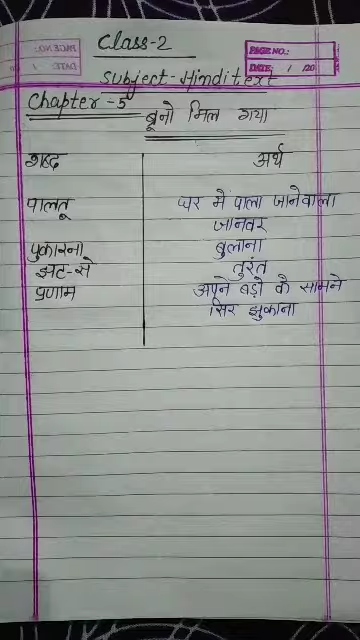 Class-2
PAGE NO.:
DATE: / /20
Subject-Hindi text
Chapter-5
ब्रूनो मिल गया
शब्द अर्थ
पालतू घर में पाला जानेवाला
जानवर
पुकारना बुलाना
झट-से तुरंत
प्रणाम अपने बड़ो के सामने
सिर झुकाना